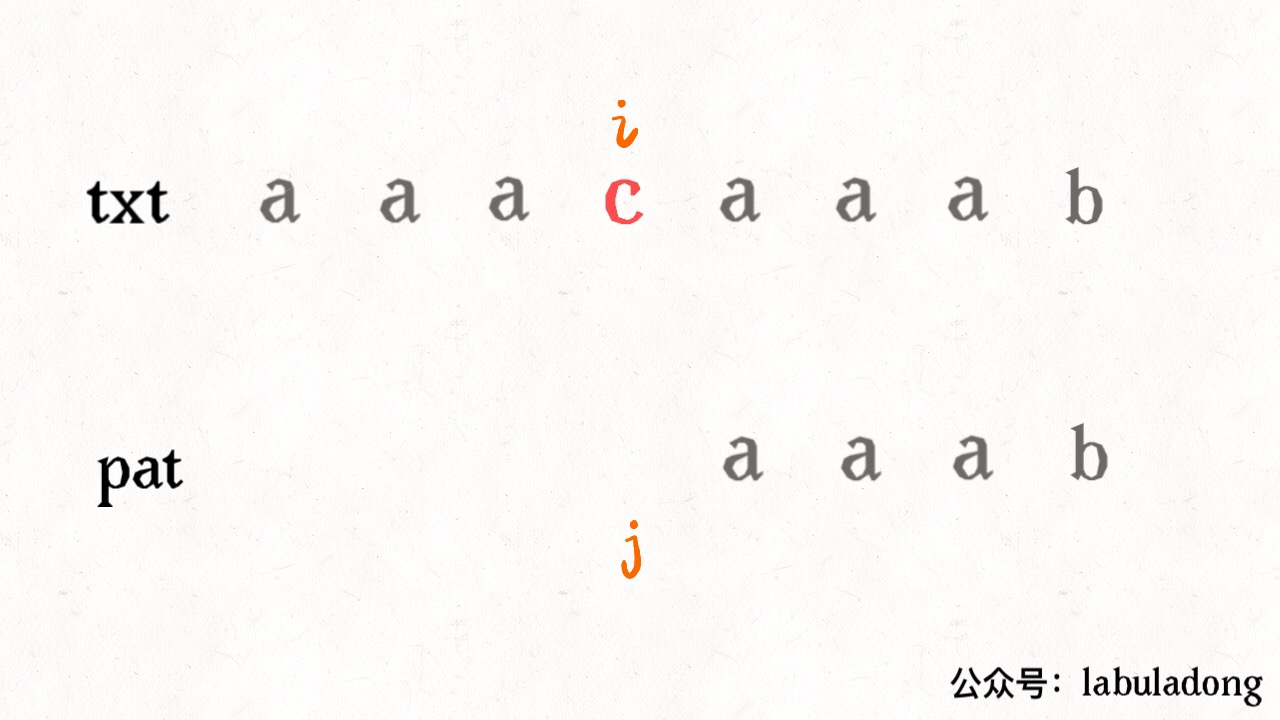 i
txt a a a c a a a b
pat a a a b
j
公众号：labuladong